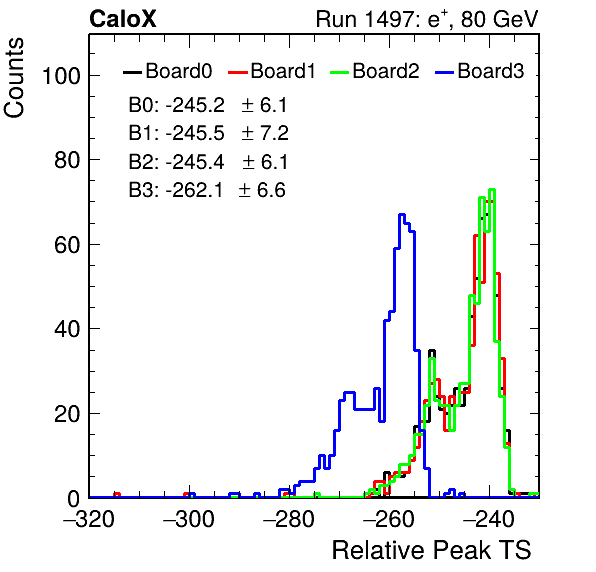 CaloX Run 1497: e⁺, 80 GeV
Counts
Board0 Board1 Board2 Board3
B0: -245.2 ± 6.1
B1: -245.5 ± 7.2
B2: -245.4 ± 6.1
B3: -262.1 ± 6.6
100
80
60
40
20
0
−320 −300 −280 −260 −240
Relative Peak TS